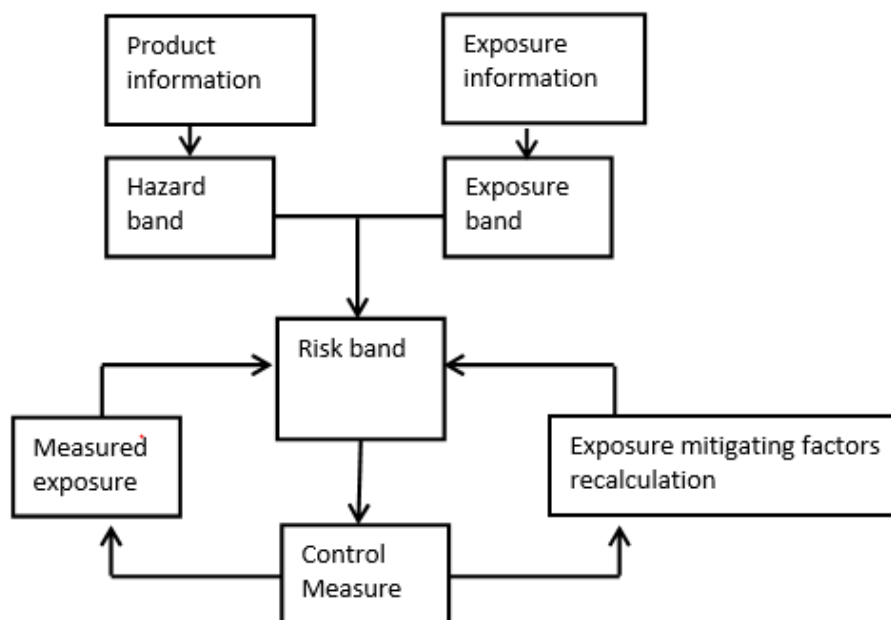 Product
information
Exposure
information
Hazard
band
Exposure
band
Risk band
Measured
exposure
Exposure mitigating factors
recalculation
Control
Measure